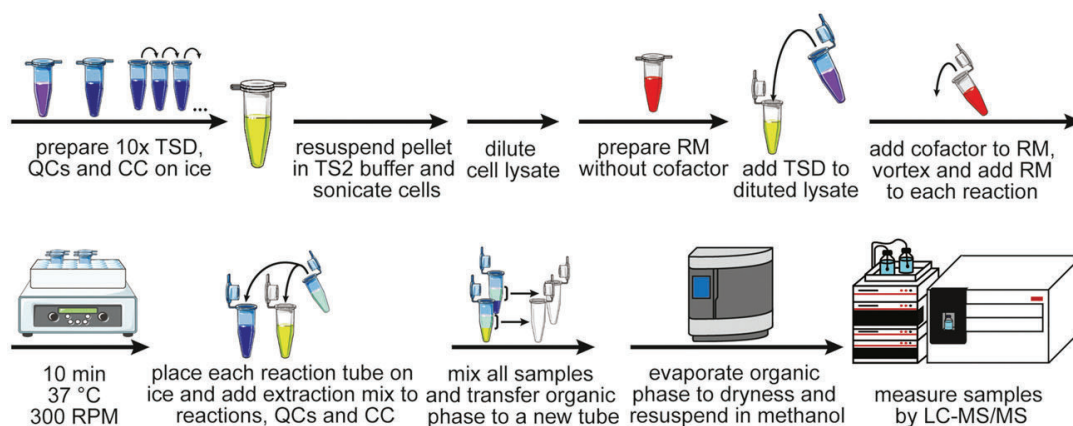 ...
prepare 10x TSD,
QCs and CC on ice
resuspend pellet
in TS2 buffer and
sonicate cells
dilute
cell lysate
prepare RM
without cofactor
add TSD to
diluted lysate
add cofactor to RM,
vortex and add RM
to each reaction
10 min
37 °C
300 RPM
place each reaction tube on
ice and add extraction mix to
reactions, QCs and CC
mix all samples
and transfer organic
phase to a new tube
evaporate organic
phase to dryness and
resuspend in methanol
measure samples
by LC-MS/MS